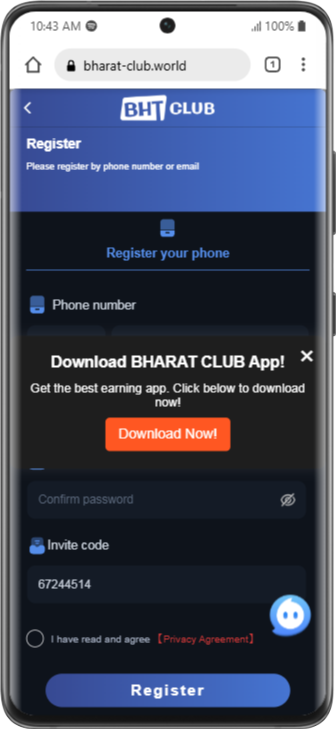 10:43 AM
100%
bharat-club.world
1
BHT CLUB
Register
Please register by phone number or email
Register your phone
Phone number
Download BHARAT CLUB App!
Get the best earning app. Click below to download
now!
Download Now!
Confirm password
Invite code
67244514
I have read and agree 【Privacy Agreement】
Register